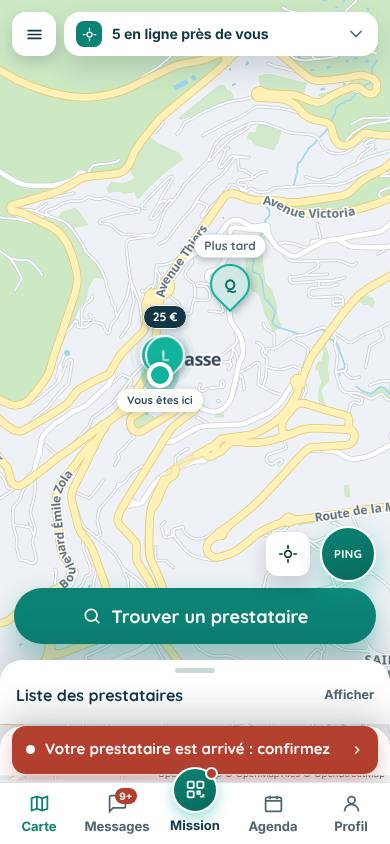 5 en ligne près de vous
Avenue Victoria
Avenue Thiers
Plus tard
Q
25 €
L
asse
Vous êtes ici
Boulevard Émile Zola
Route de la M
PING
Trouver un prestataire
SAI
Liste des prestataires
Afficher
Votre prestataire est arrivé : confirmez
9+
Carte
Messages
Mission
Agenda
Profil